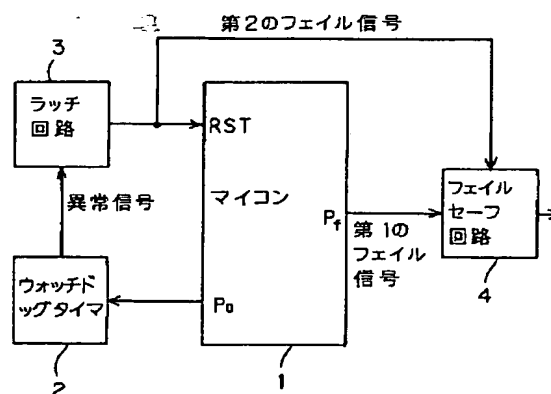 第2のフェイル信号
3
ラッチ
回路
RST
マイコン
異常信号
Pf
フェイル
セーフ
回路
第1の
フェイル
信号
4
ウォッチド
ッグタイマ
P0
2
1